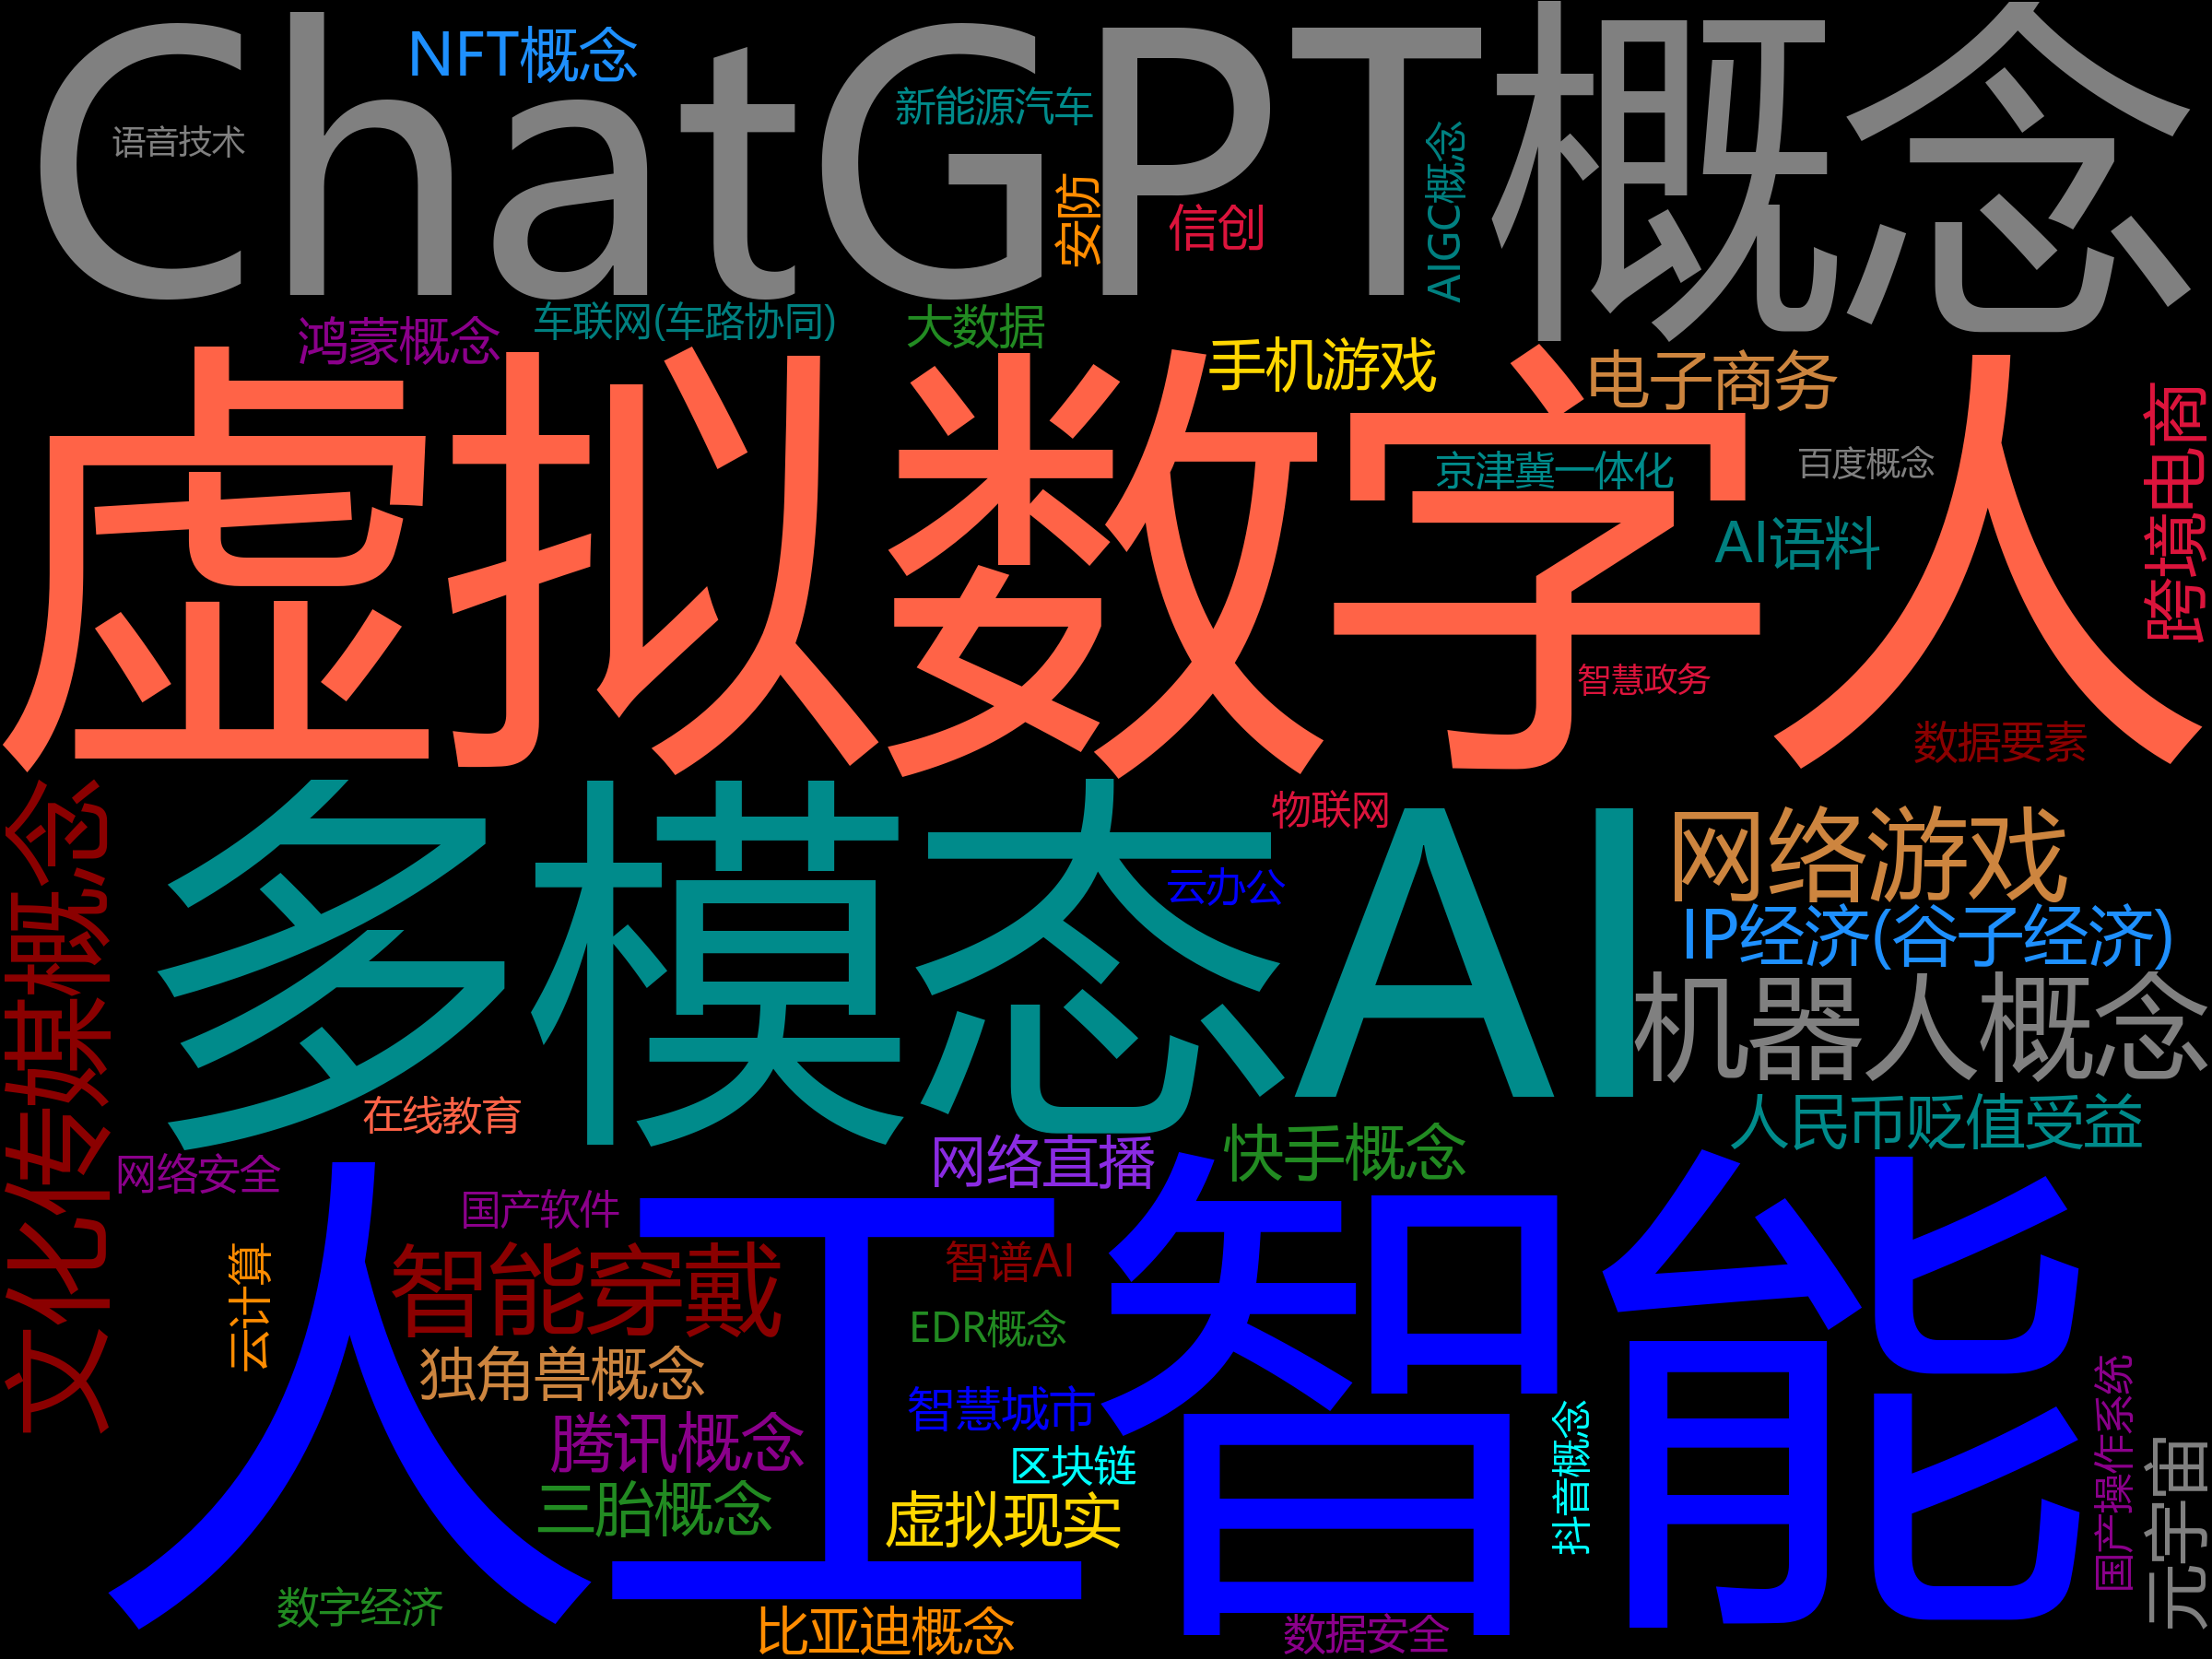 ChatGPT概念
NFT概念
语音技术
新能源汽车
安防
信创
AIGC概念
鸿蒙概念
车联网(车路协同)
大数据
手机游戏
电子商务
虚拟数字人
京津冀一体化
百度概念
AI语料
跨境电商
智慧政务
数据要素
文化传媒概念
多模态AI
物联网
云办公
网络游戏
IP经济(谷子经济)
机器人概念
人民币贬值受益
在线教育
网络直播
快手概念
网络安全
国产软件
人工智能
云计算
智能穿戴
智谱AI
EDR概念
独角兽概念
智慧城市
腾讯概念
区块链
抖音概念
三胎概念
虚拟现实
国产操作系统
元宇宙
数字经济
比亚迪概念
数据安全